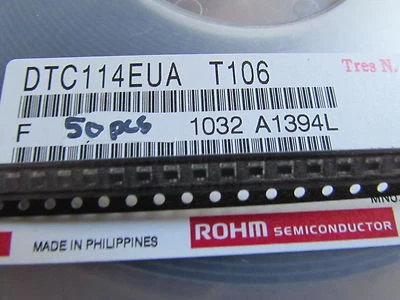 DTC114EUA T106
Tres N.
F 50 pcs 1032 A1394L
MADE IN PHILIPPINES
ROHM SEMICONDUCTOR